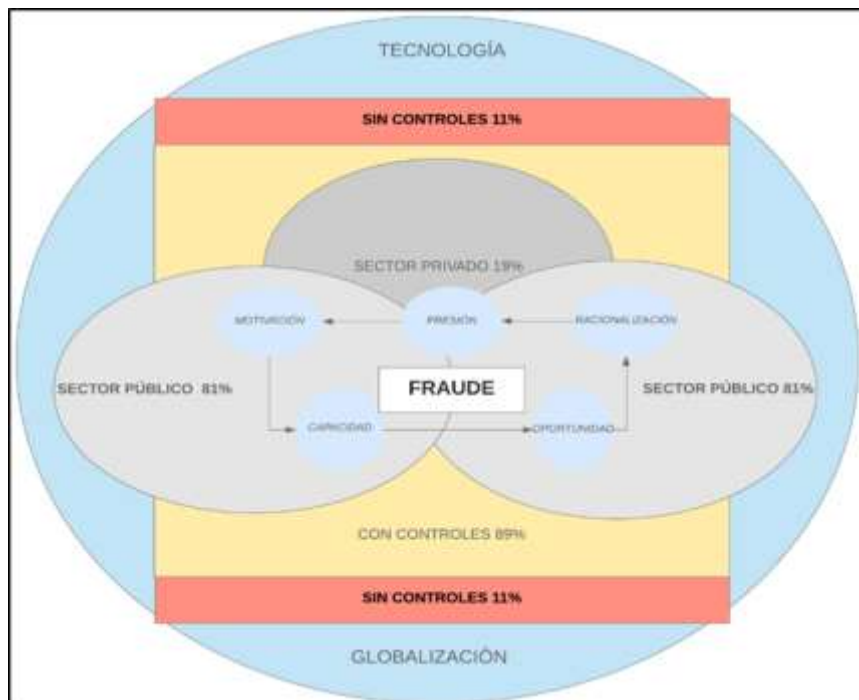 TECNOLOGÍA
SIN CONTROLES 11%
SECTOR PRIVADO 19%
MOTIVACIÓN
PRESIÓN
RACIONALIZACIÓN
SECTOR PÚBLICO 81%
FRAUDE
SECTOR PÚBLICO 81%
CAPACIDAD
OPORTUNIDAD
CON CONTROLES 89%
SIN CONTROLES 11%
GLOBALIZACIÓN